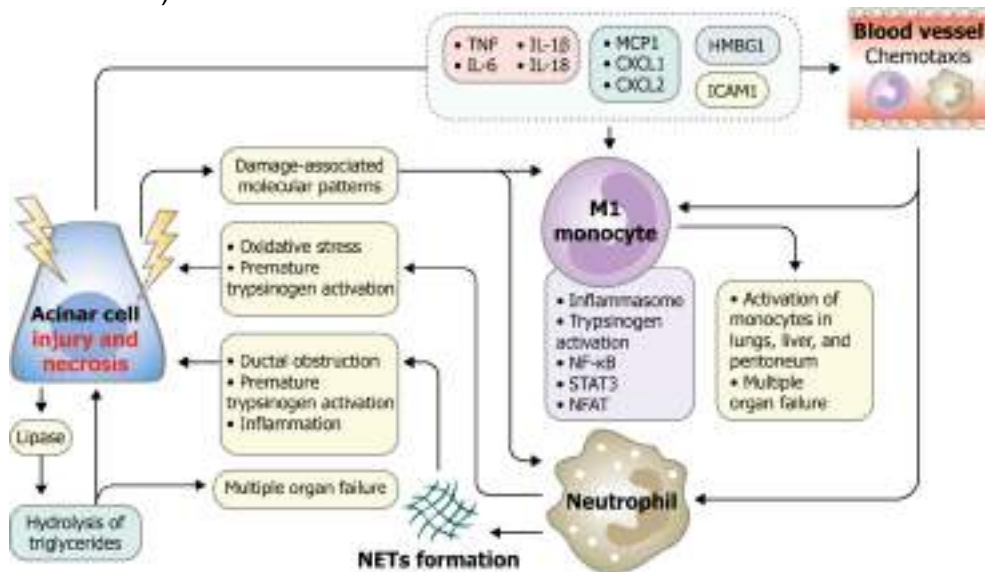 • TNF • IL-1β
• IL-6 • IL-18
• MCP1
• CXCL1
• CXCL2
HMBG1
ICAM1
Blood vessel
Chemotaxis
Damage-associated
molecular patterns
M1
monocyte
• Oxidative stress
• Premature
trypsinogen activation
Acinar cell
injury and
necrosis
• Inflammasome
• Trypsinogen
activation
• NF-κB
• STAT3
• NFAT
• Activation of
monocytes in
lungs, liver, and
peritoneum
• Multiple
organ failure
• Ductal obstruction
• Premature
trypsinogen activation
• Inflammation
Lipase
Multiple organ failure
Neutrophil
Hydrolysis of
triglycerides
NETs formation